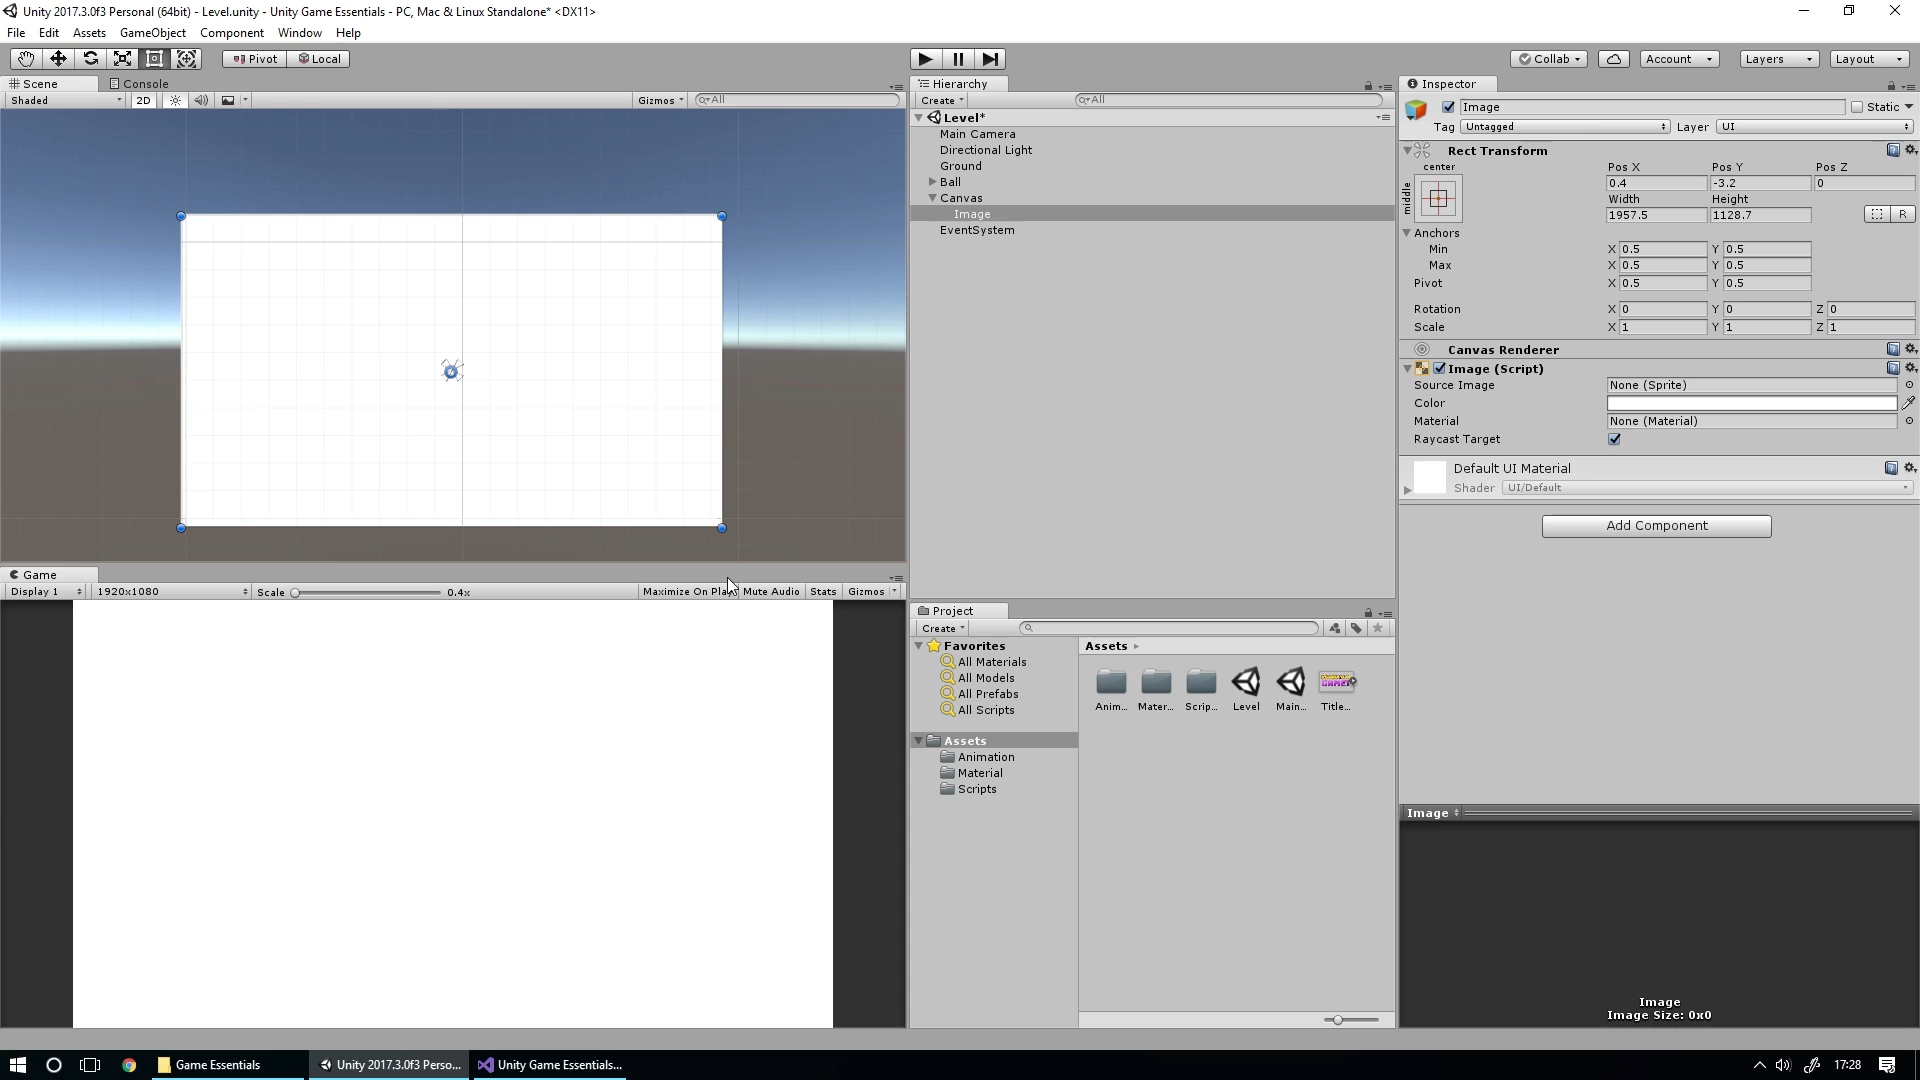 Unity 2017.3.0f3 Personal (64bit) - Level.unity - Unity Game Essentials - PC, Mac & Linux Standalone* <DX11>
File Edit Assets GameObject Component Window Help
Pivot Local
Collab Account Layers Layout
Scene Console
Shaded 2D Gizmos All
Hierarchy
Create All
Level*
Main Camera
Directional Light
Ground
Ball
Canvas
Image
EventSystem
Inspector
Image Static
Tag Untagged Layer UI
Rect Transform
center Pos X Pos Y Pos Z
middle
0.4 -3.2 0
Width Height
1957.5 1128.7 R
Anchors
Min X 0.5 Y 0.5
Max X 0.5 Y 0.5
Pivot X 0.5 Y 0.5
Rotation X 0 Y 0 Z 0
Scale X 1 Y 1 Z 1
Canvas Renderer
Image (Script)
Source Image None (Sprite)
Color
Material None (Material)
Raycast Target
Default UI Material
Shader UI/Default
Add Component
Image
Image
Image Size: 0x0
Game
Display 1 1920x1080 Scale 0.4x Maximize On Play Mute Audio Stats Gizmos
Project
Create
Favorites
All Materials
All Models
All Prefabs
All Scripts
Assets
Animation
Material
Scripts
Assets
Anim... Mater... Scrip... Level Main... Title...
Game Essentials
Unity 2017.3.0f3 Perso...
Unity Game Essentials...
17:28